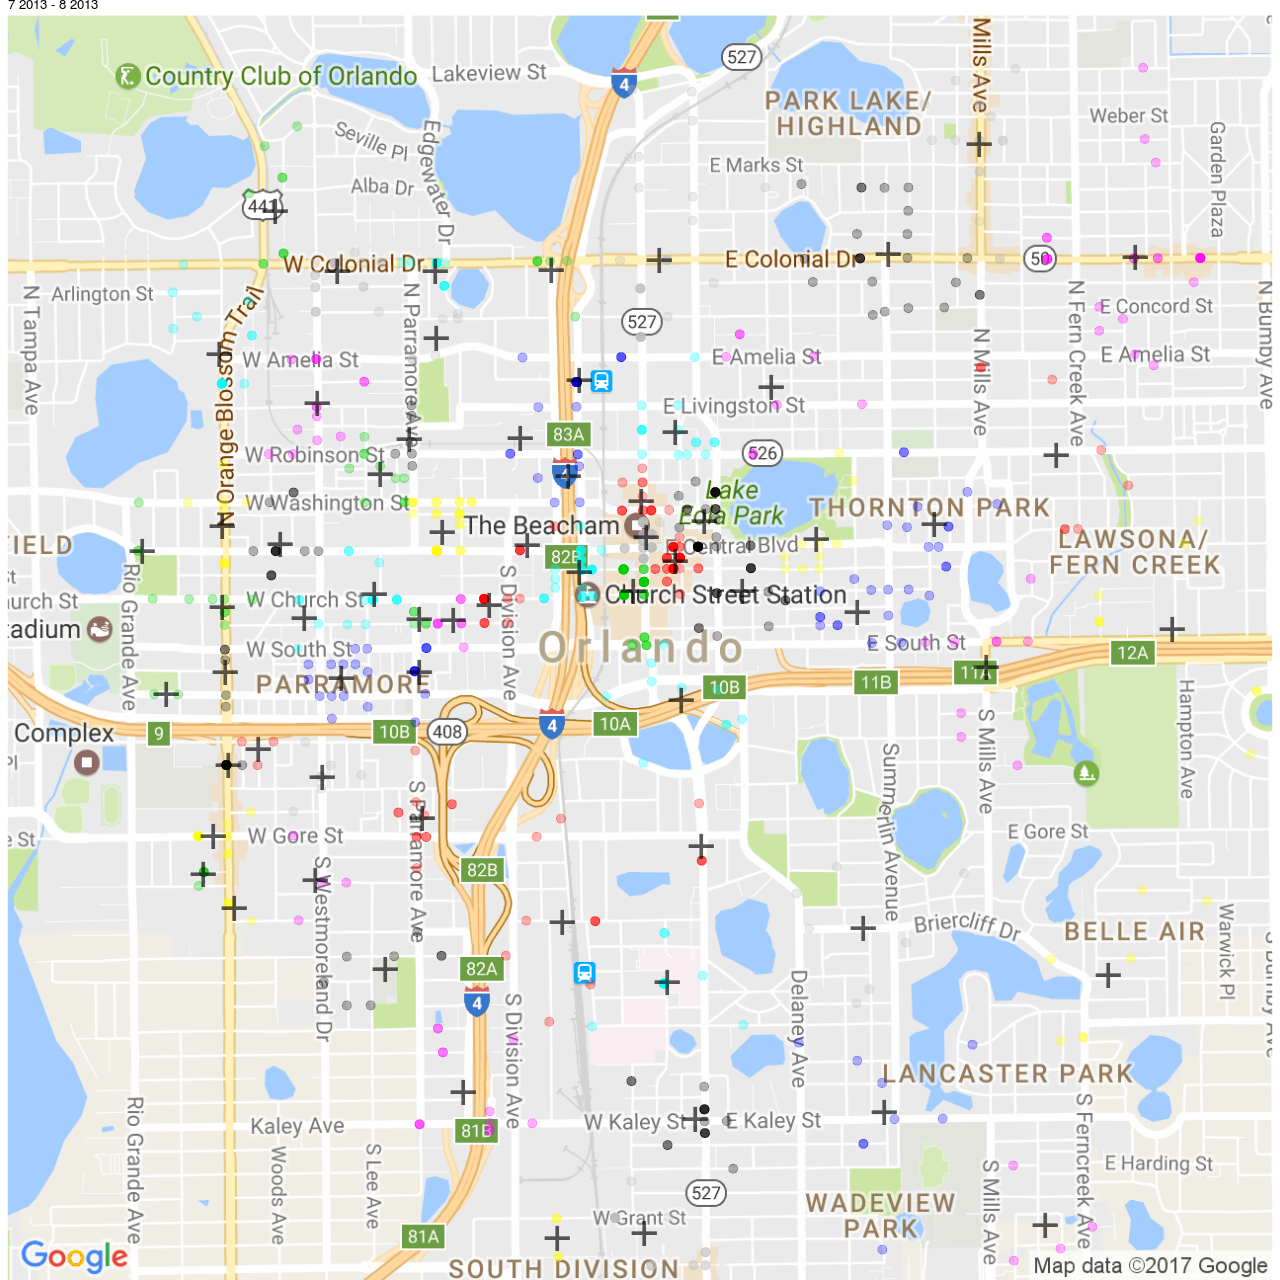 7 2013 - 8 2013
527
Mills Ave
Country Club of Orlando
Lakeview St
4
PARK LAKE/
HIGHLAND
Weber St
Garden Plaza
Seville Pl
Edgewater Dr
E Marks St
Alba Dr
441
W Colonial Dr
E Colonial Dr
50
Arlington St
N Tampa Ave
N Orange Blossom Trail
N Parramore Ave
527
N Fern Creek Ave
E Concord St
N Bumby Ave
W Amelia St
E Amelia St
N Mills Ave
E Amelia St
E Livingston St
83A
W Robinson St
526
4
Lake
Eola Park
W Washington St
THORNTON PARK
The Beacham
FIELD
E Central Blvd
LAWSONA/
FERN CREEK
82B
Rio Grande Ave
S Division Ave
W Church St
Church Street Station
tadium
W South St
Orlando
E South St
12A
11A
PARRAMORE
10B
11B
Complex
9
10B
408
4
10A
S Mills Ave
Hampton Ave
Summerlin Avenue
S Parramore Ave
W Gore St
E Gore St
e St
82B
S Westmoreland Dr
Briercliff Dr
BELLE AIR
Warwick Pl
S Bumby Ave
82A
4
S Division Ave
Delaney Ave
LANCASTER PARK
Rio Grande Ave
Kaley Ave
81B
W Kaley St
E Kaley St
S Ferncreek Ave
Woods Ave
S Lee Ave
S Mills Ave
E Harding St
527
WADEVIEW
PARK
W Grant St
81A
Google
SOUTH DIVISION
Map data ©2017 Google